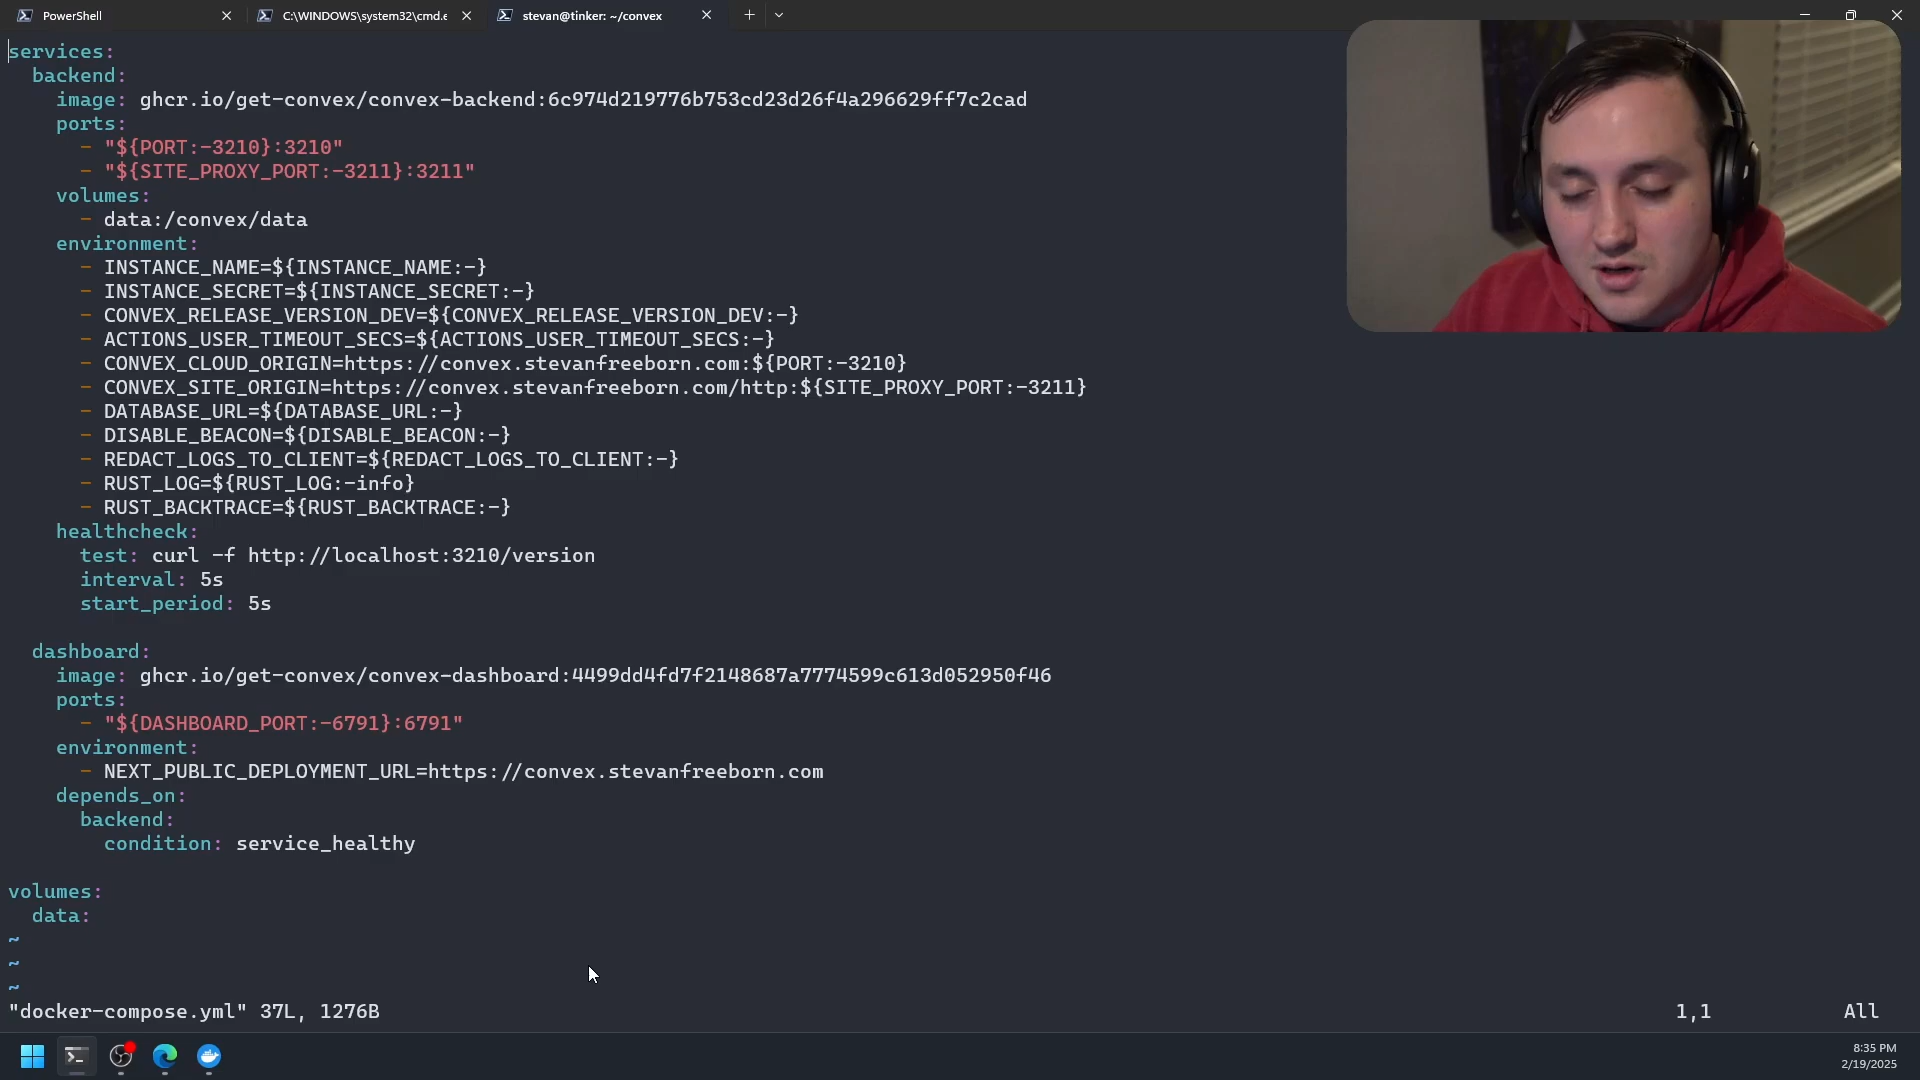 PowerShell
C:\WINDOWS\system32\cmd.e
stevan@tinker: ~/convex
services:
  backend:
    image: ghcr.io/get-convex/convex-backend:6c974d219776b753cd23d26f4a296629ff7c2cad
    ports:
      - "${PORT:-3210}:3210"
      - "${SITE_PROXY_PORT:-3211}:3211"
    volumes:
      - data:/convex/data
    environment:
      - INSTANCE_NAME=${INSTANCE_NAME:-}
      - INSTANCE_SECRET=${INSTANCE_SECRET:-}
      - CONVEX_RELEASE_VERSION_DEV=${CONVEX_RELEASE_VERSION_DEV:-}
      - ACTIONS_USER_TIMEOUT_SECS=${ACTIONS_USER_TIMEOUT_SECS:-}
      - CONVEX_CLOUD_ORIGIN=https://convex.stevanfreeborn.com:${PORT:-3210}
      - CONVEX_SITE_ORIGIN=https://convex.stevanfreeborn.com/http:${SITE_PROXY_PORT:-3211}
      - DATABASE_URL=${DATABASE_URL:-}
      - DISABLE_BEACON=${DISABLE_BEACON:-}
      - REDACT_LOGS_TO_CLIENT=${REDACT_LOGS_TO_CLIENT:-}
      - RUST_LOG=${RUST_LOG:-info}
      - RUST_BACKTRACE=${RUST_BACKTRACE:-}
    healthcheck:
      test: curl -f http://localhost:3210/version
      interval: 5s
      start_period: 5s
  dashboard:
    image: ghcr.io/get-convex/convex-dashboard:4499dd4fd7f2148687a7774599c613d052950f46
    ports:
      - "${DASHBOARD_PORT:-6791}:6791"
    environment:
      - NEXT_PUBLIC_DEPLOYMENT_URL=https://convex.stevanfreeborn.com
    depends_on:
      backend:
        condition: service_healthy
volumes:
  data:
~
~
~
"docker-compose.yml" 37L, 1276B
1,1
All
8:35 PM
2/19/2025